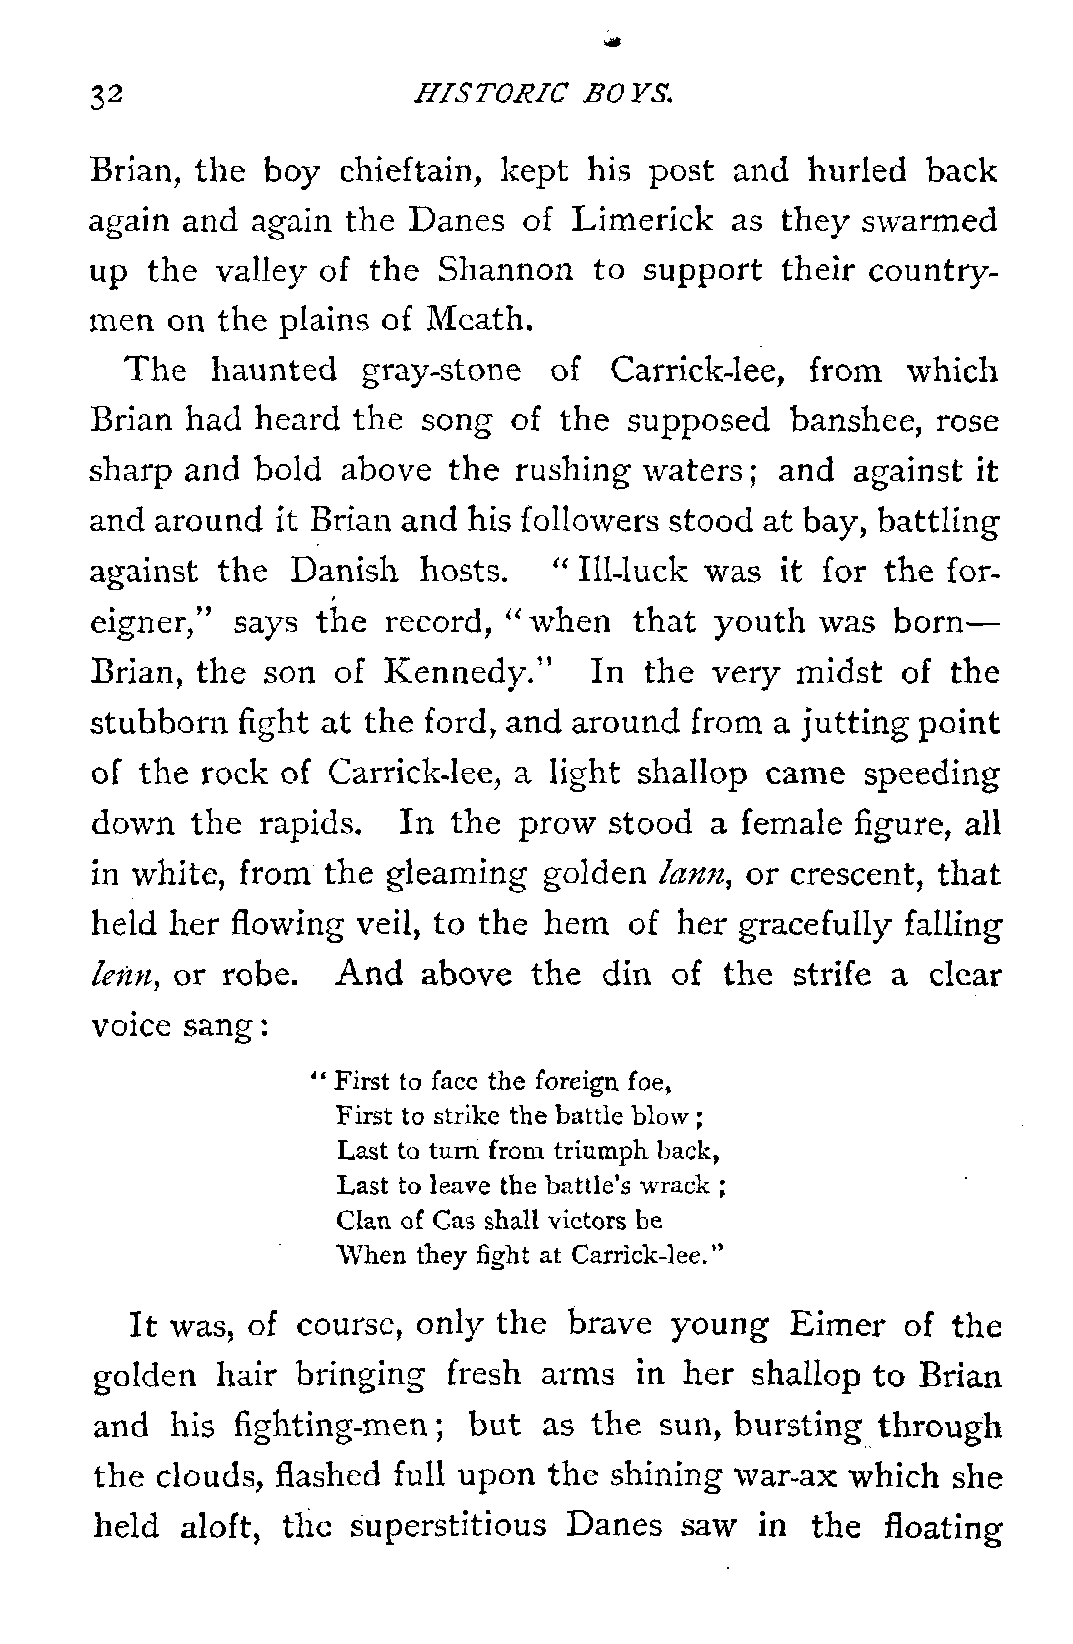 32 HISTORIC BOYS.
Brian, the boy chieftain, kept his post and hurled back
again and again the Danes of Limerick as they swarmed
up the valley of the Shannon to support their country-
men on the plains of Meath.
The haunted gray-stone of Carrick-lee, from which
Brian had heard the song of the supposed banshee, rose
sharp and bold above the rushing waters; and against it
and around it Brian and his followers stood at bay, battling
against the Danish hosts. "Ill-luck was it for the for-
eigner," says the record, "when that youth was born—
Brian, the son of Kennedy." In the very midst of the
stubborn fight at the ford, and around from a jutting point
of the rock of Carrick-lee, a light shallop came speeding
down the rapids. In the prow stood a female figure, all
in white, from the gleaming golden lann, or crescent, that
held her flowing veil, to the hem of her gracefully falling
lenn, or robe. And above the din of the strife a clear
voice sang:
"First to face the foreign foe,
First to strike the battle blow;
Last to turn from triumph back,
Last to leave the battle's wrack;
Clan of Cas shall victors be
When they fight at Carrick-lee."
It was, of course, only the brave young Eimer of the
golden hair bringing fresh arms in her shallop to Brian
and his fighting-men; but as the sun, bursting through
the clouds, flashed full upon the shining war-ax which she
held aloft, the superstitious Danes saw in the floating